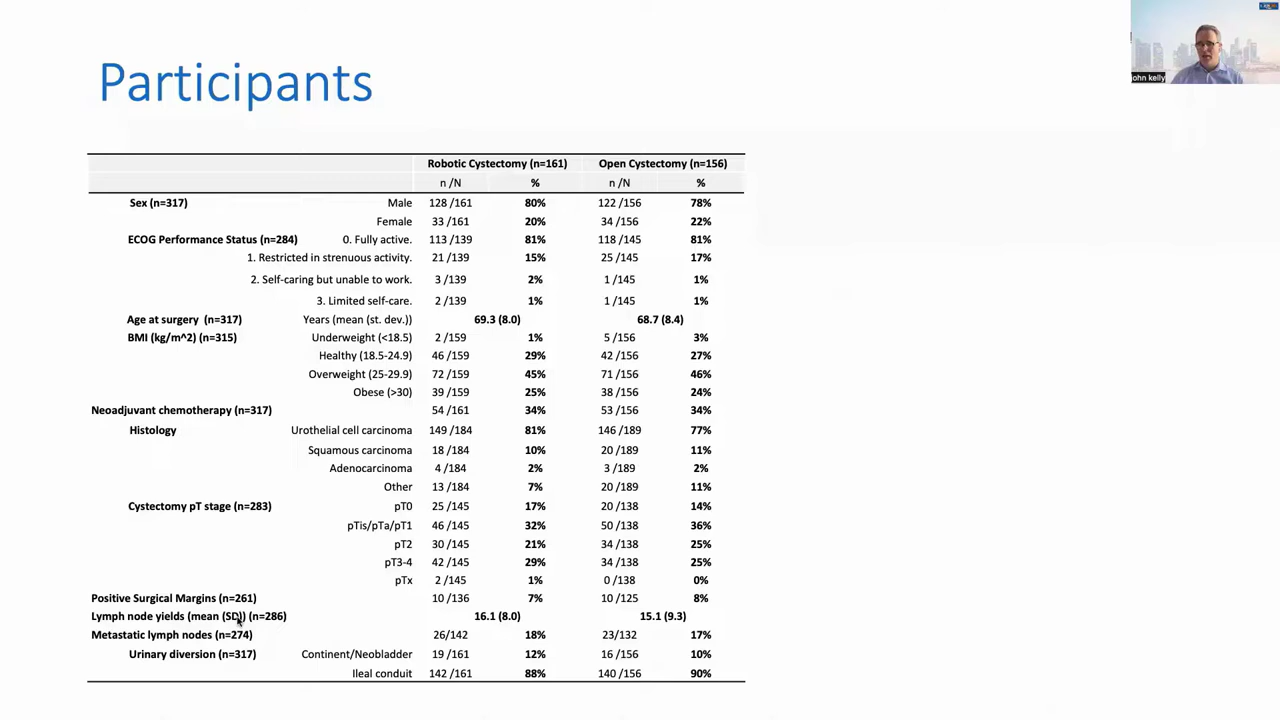 Participants
john kelly
Robotic Cystectomy (n=161) Open Cystectomy (n=156)
n /N % n /N %
Sex (n=317) Male 128 /161 80% 122 /156 78%
Female 33 /161 20% 34 /156 22%
ECOG Performance Status (n=284) 0. Fully active. 113 /139 81% 118 /145 81%
1. Restricted in strenuous activity. 21 /139 15% 25 /145 17%
2. Self-caring but unable to work. 3 /139 2% 1 /145 1%
3. Limited self-care. 2 /139 1% 1 /145 1%
Age at surgery (n=317) Years (mean (st. dev.)) 69.3 (8.0) 68.7 (8.4)
BMI (kg/m^2) (n=315) Underweight (<18.5) 2 /159 1% 5 /156 3%
Healthy (18.5-24.9) 46 /159 29% 42 /156 27%
Overweight (25-29.9) 72 /159 45% 71 /156 46%
Obese (>30) 39 /159 25% 38 /156 24%
Neoadjuvant chemotherapy (n=317) 54 /161 34% 53 /156 34%
Histology Urothelial cell carcinoma 149 /184 81% 146 /189 77%
Squamous carcinoma 18 /184 10% 20 /189 11%
Adenocarcinoma 4 /184 2% 3 /189 2%
Other 13 /184 7% 20 /189 11%
Cystectomy pT stage (n=283) pT0 25 /145 17% 20 /138 14%
pTis/pTa/pT1 46 /145 32% 50 /138 36%
pT2 30 /145 21% 34 /138 25%
pT3-4 42 /145 29% 34 /138 25%
pTx 2 /145 1% 0 /138 0%
Positive Surgical Margins (n=261) 10 /136 7% 10 /125 8%
Lymph node yields (mean (SD)) (n=286) 16.1 (8.0) 15.1 (9.3)
Metastatic lymph nodes (n=274) 26/142 18% 23/132 17%
Urinary diversion (n=317) Continent/Neobladder 19 /161 12% 16 /156 10%
Ileal conduit 142 /161 88% 140 /156 90%